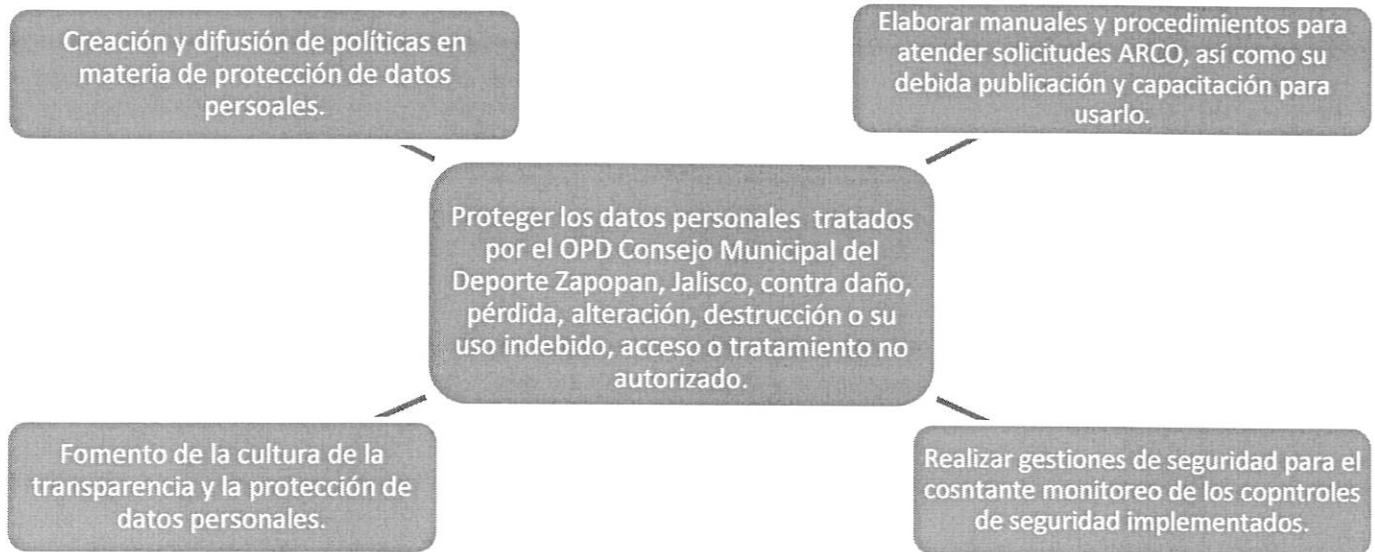 Creación y difusión de políticas en
materia de protección de datos
persoales.
Elaborar manuales y procedimientos para
atender solicitudes ARCO, así como su
debida publicación y capacitación para
usarlo.
Proteger los datos personales tratados
por el OPD Consejo Municipal del
Deporte Zapopan, Jalisco, contra daño,
pérdida, alteración, destrucción o su
uso indebido, acceso o tratamiento no
autorizado.
Fomento de la cultura de la
transparencia y la protección de
datos personales.
Realizar gestiones de seguridad para el
cosntante monitoreo de los copntroles
de seguridad implementados.